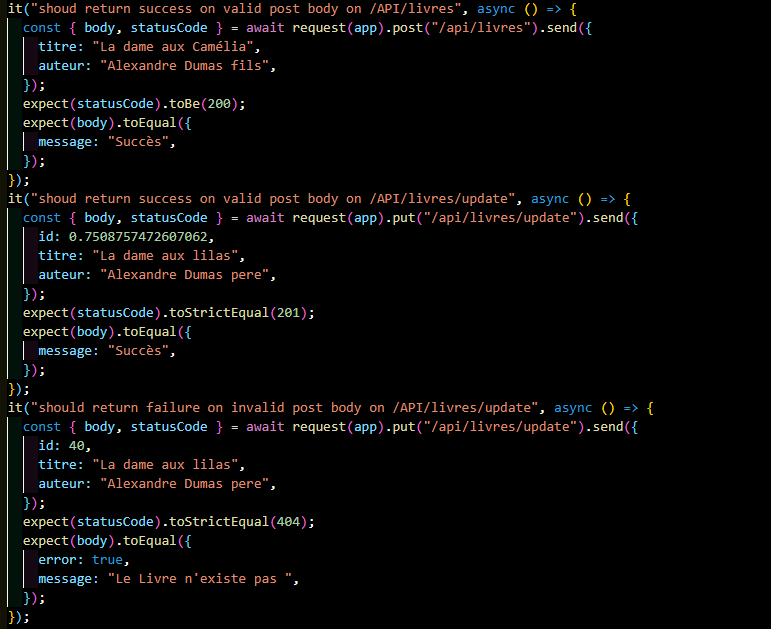 it("shoud return success on valid post body on /API/livres", async () => {
const { body, statusCode } = await request(app).post("/api/livres").send({
titre: "La dame aux Camélia",
auteur: "Alexandre Dumas fils",
});
expect(statusCode).toBe(200);
expect(body).toEqual({
message: "Succès",
});
});
it("shoud return success on valid post body on /API/livres/update", async () => {
const { body, statusCode } = await request(app).put("/api/livres/update").send({
id: 0.7508757472607062,
titre: "La dame aux lilas",
auteur: "Alexandre Dumas pere",
});
expect(statusCode).toStrictEqual(201);
expect(body).toEqual({
message: "Succès",
});
});
it("should return failure on invalid post body on /API/livres/update", async () => {
const { body, statusCode } = await request(app).put("/api/livres/update").send({
id: 40,
titre: "La dame aux lilas",
auteur: "Alexandre Dumas pere",
});
expect(statusCode).toStrictEqual(404);
expect(body).toEqual({
error: true,
message: "Le Livre n'existe pas ",
});
});